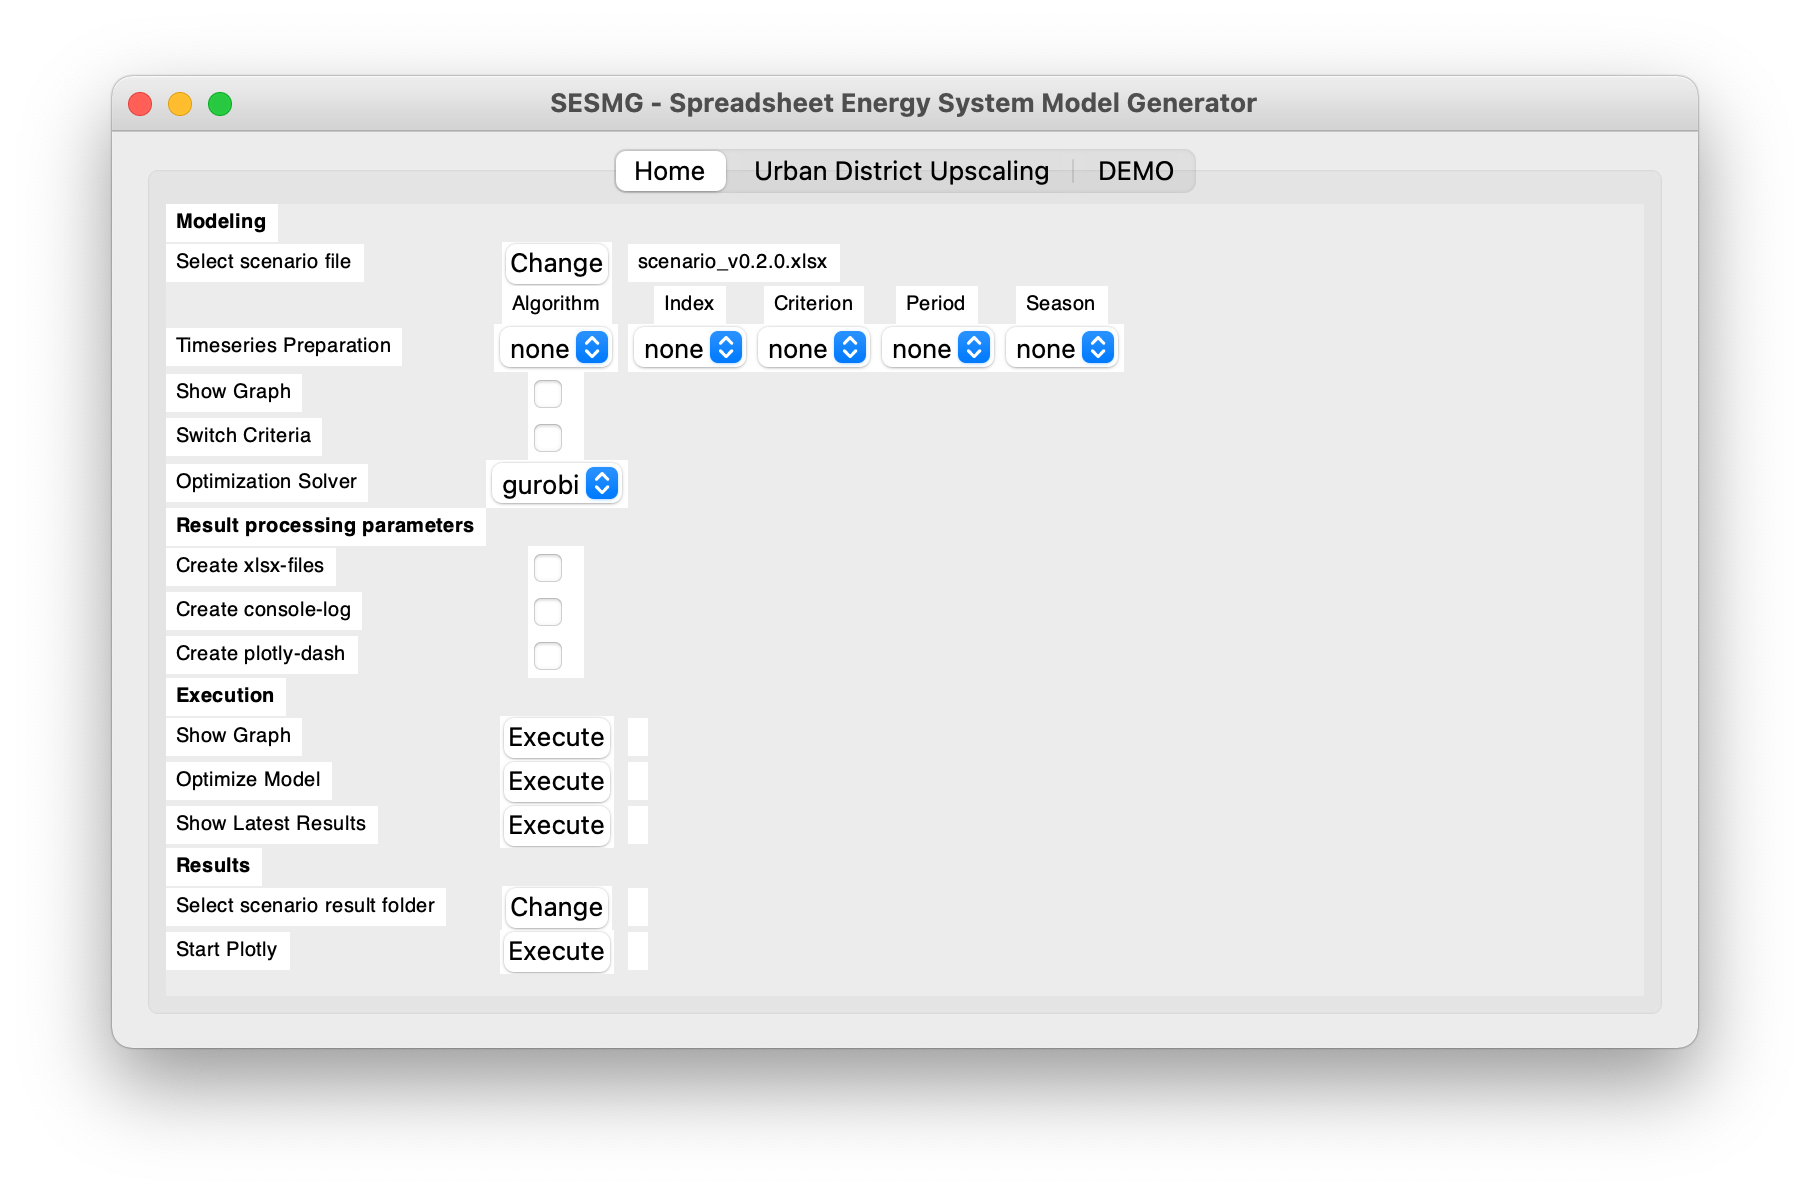 SESMG - Spreadsheet Energy System Model Generator
Home Urban District Upscaling DEMO
Modeling
Select scenario file Change scenario_v0.2.0.xlsx
Algorithm Index Criterion Period Season
Timeseries Preparation none none none none none
Show Graph
Switch Criteria
Optimization Solver gurobi
Result processing parameters
Create xlsx-files
Create console-log
Create plotly-dash
Execution
Show Graph Execute
Optimize Model Execute
Show Latest Results Execute
Results
Select scenario result folder Change
Start Plotly Execute